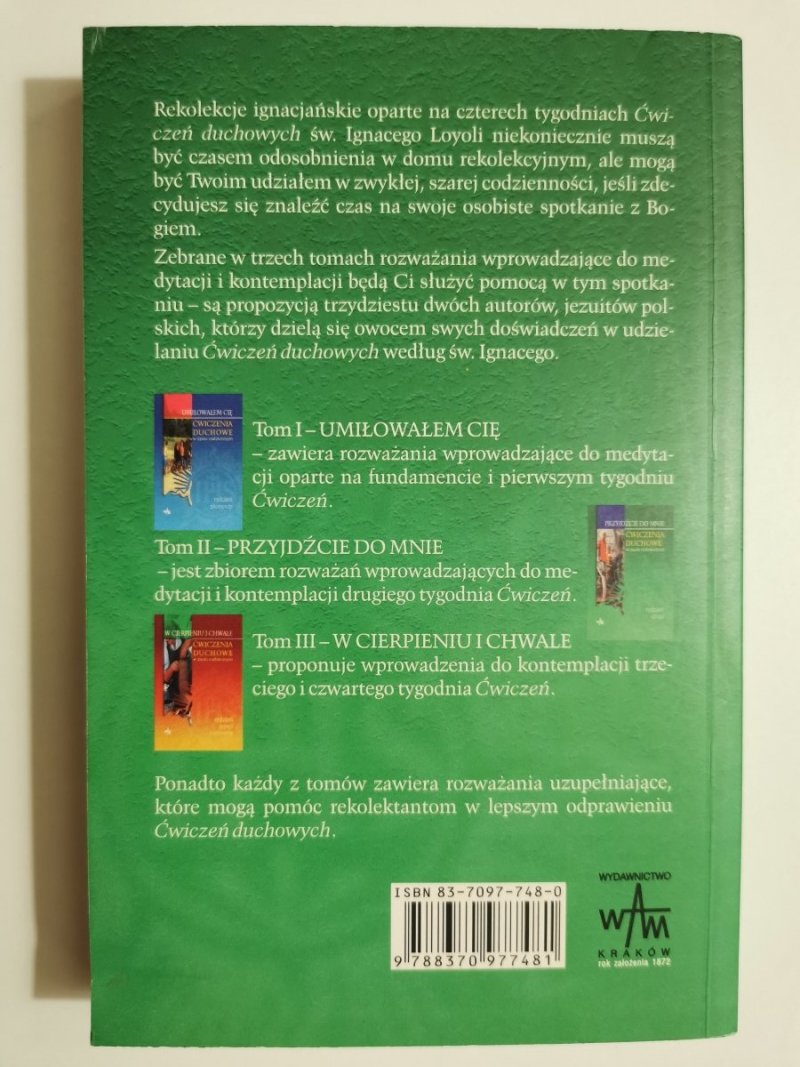 Rekolekcje ignacjańskie oparte na czterech tygodniach Ćwi-
czeń duchowych św. Ignacego Loyoli niekoniecznie muszą
być czasem odosobnienia w domu rekolekcyjnym, ale mogą
być Twoim udziałem w zwykłej, szarej codzienności, jeśli zde-
cydujesz się znaleźć czas na swoje osobiste spotkanie z Bo-
giem.
Zebrane w trzech tomach rozważania wprowadzające do me-
dytacji i kontemplacji będą Ci służyć pomocą w tym spotka-
niu – są propozycją trzydziestu dwóch autorów, jezuitów pol-
skich, którzy dzielą się owocem swych doświadczeń w udzie-
laniu Ćwiczeń duchowych według św. Ignacego.
UMIŁOWAŁEM CIĘ
ĆWICZENIA
DUCHOWE
Tom I – UMIŁOWAŁEM CIĘ
– zawiera rozważania wprowadzające do medyta-
cji oparte na fundamencie i pierwszym tygodniu
Ćwiczeń.
PRZYJDŹCIE DO MNIE
ĆWICZENIA
DUCHOWE
Tom II – PRZYJDŹCIE DO MNIE
– jest zbiorem rozważań wprowadzających do me-
dytacji i kontemplacji drugiego tygodnia Ćwiczeń.
W CIERPIENIU I CHWALE
ĆWICZENIA
DUCHOWE
Tom III – W CIERPIENIU I CHWALE
– proponuje wprowadzenia do kontemplacji trze-
ciego i czwartego tygodnia Ćwiczeń.
Ponadto każdy z tomów zawiera rozważania uzupełniające,
które mogą pomóc rekolektantom w lepszym odprawieniu
Ćwiczeń duchowych.
ISBN 83-7097-748-0
9 788370 977481
WYDAWNICTWO
WAM
KRAKÓW
rok założenia 1872